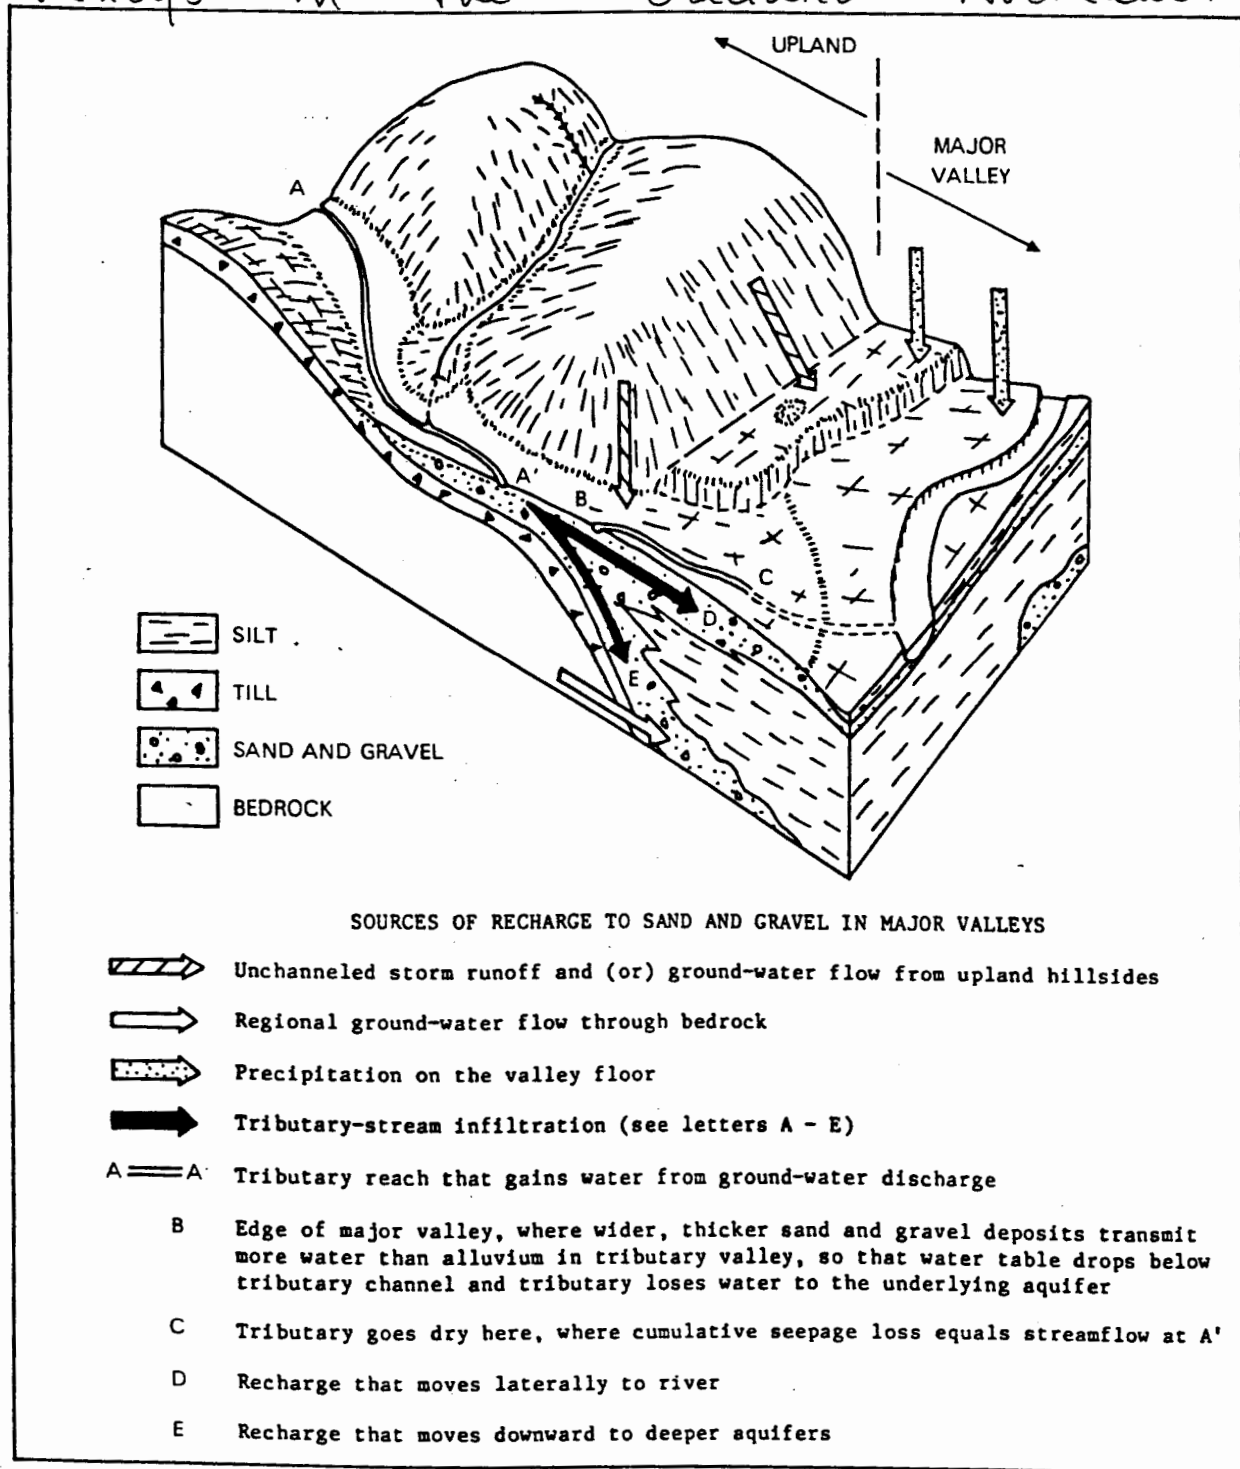 UPLAND
MAJOR
VALLEY
A
A'
B
C
D
E
SILT
TILL
SAND AND GRAVEL
BEDROCK
SOURCES OF RECHARGE TO SAND AND GRAVEL IN MAJOR VALLEYS
Unchanneled storm runoff and (or) ground-water flow from upland hillsides
Regional ground-water flow through bedrock
Precipitation on the valley floor
Tributary-stream infiltration (see letters A - E)
A A' Tributary reach that gains water from ground-water discharge
B Edge of major valley, where wider, thicker sand and gravel deposits transmit
more water than alluvium in tributary valley, so that water table drops below
tributary channel and tributary loses water to the underlying aquifer
C Tributary goes dry here, where cumulative seepage loss equals streamflow at A'
D Recharge that moves laterally to river
E Recharge that moves downward to deeper aquifers